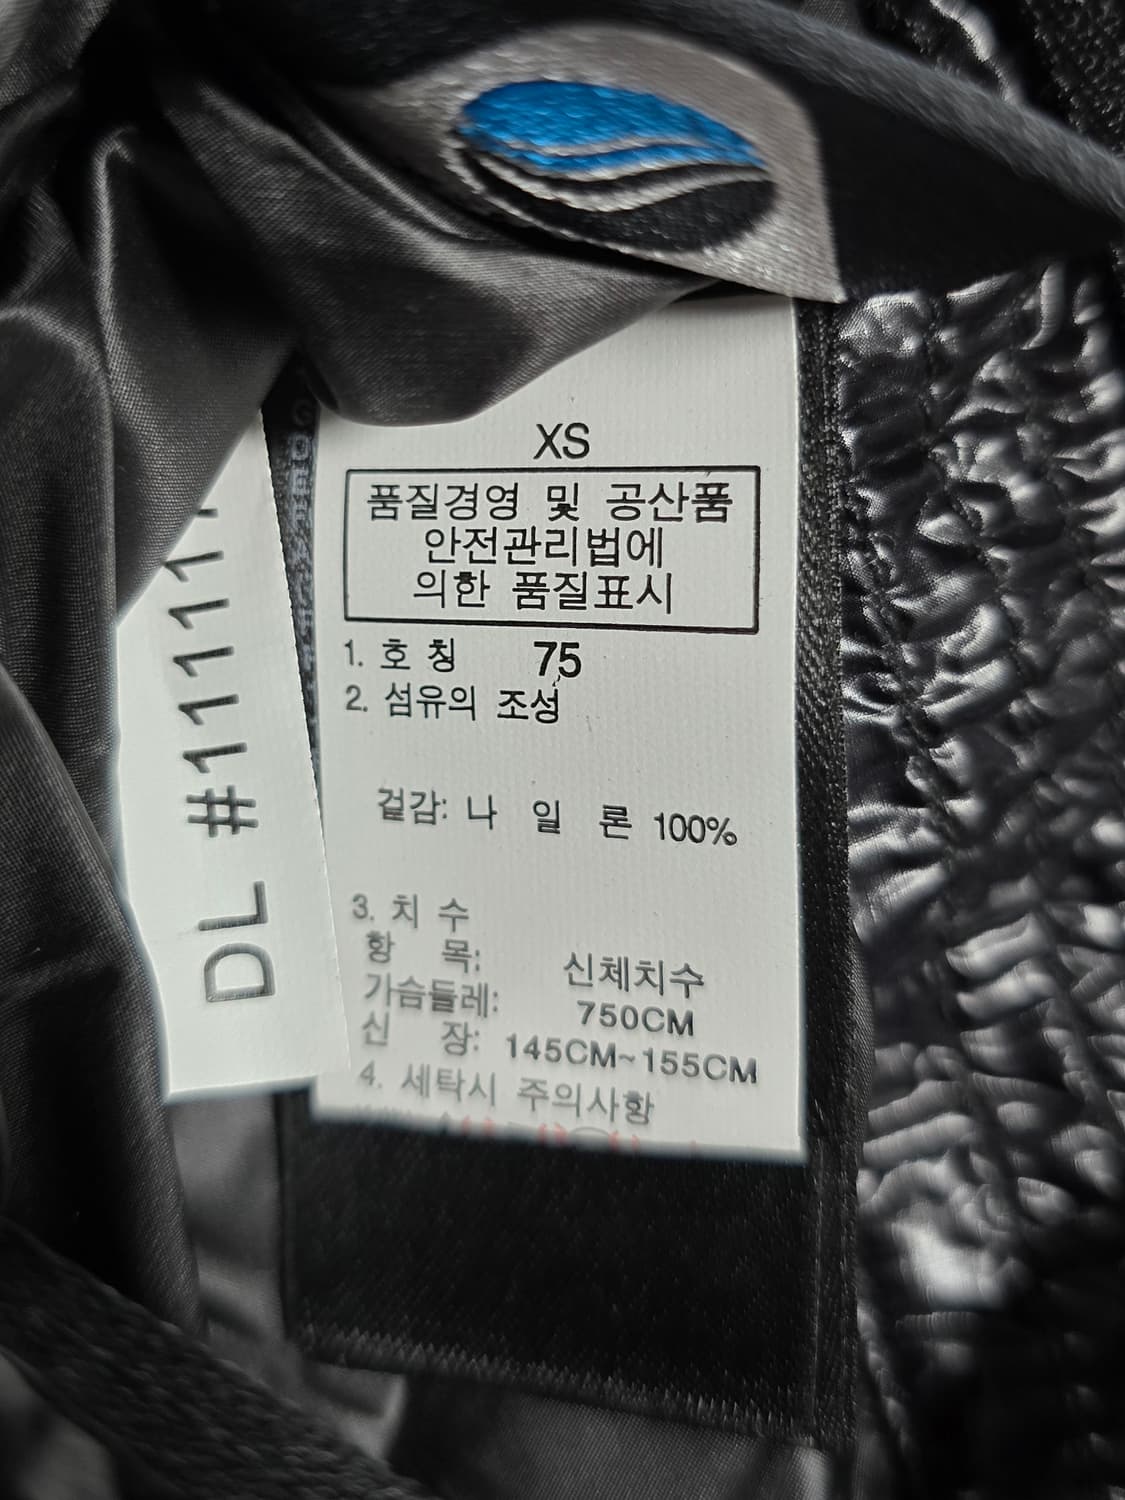 XS
품질경영 및 공산품
안전관리법에
의한 품질표시
1. 호 칭 75
2. 섬유의 조성
겉감: 나 일 론 100%
3. 치 수
항 목: 신체치수
가슴들레: 750CM
신 장: 145CM~155CM
4. 세탁시 주의사항
DL #11111